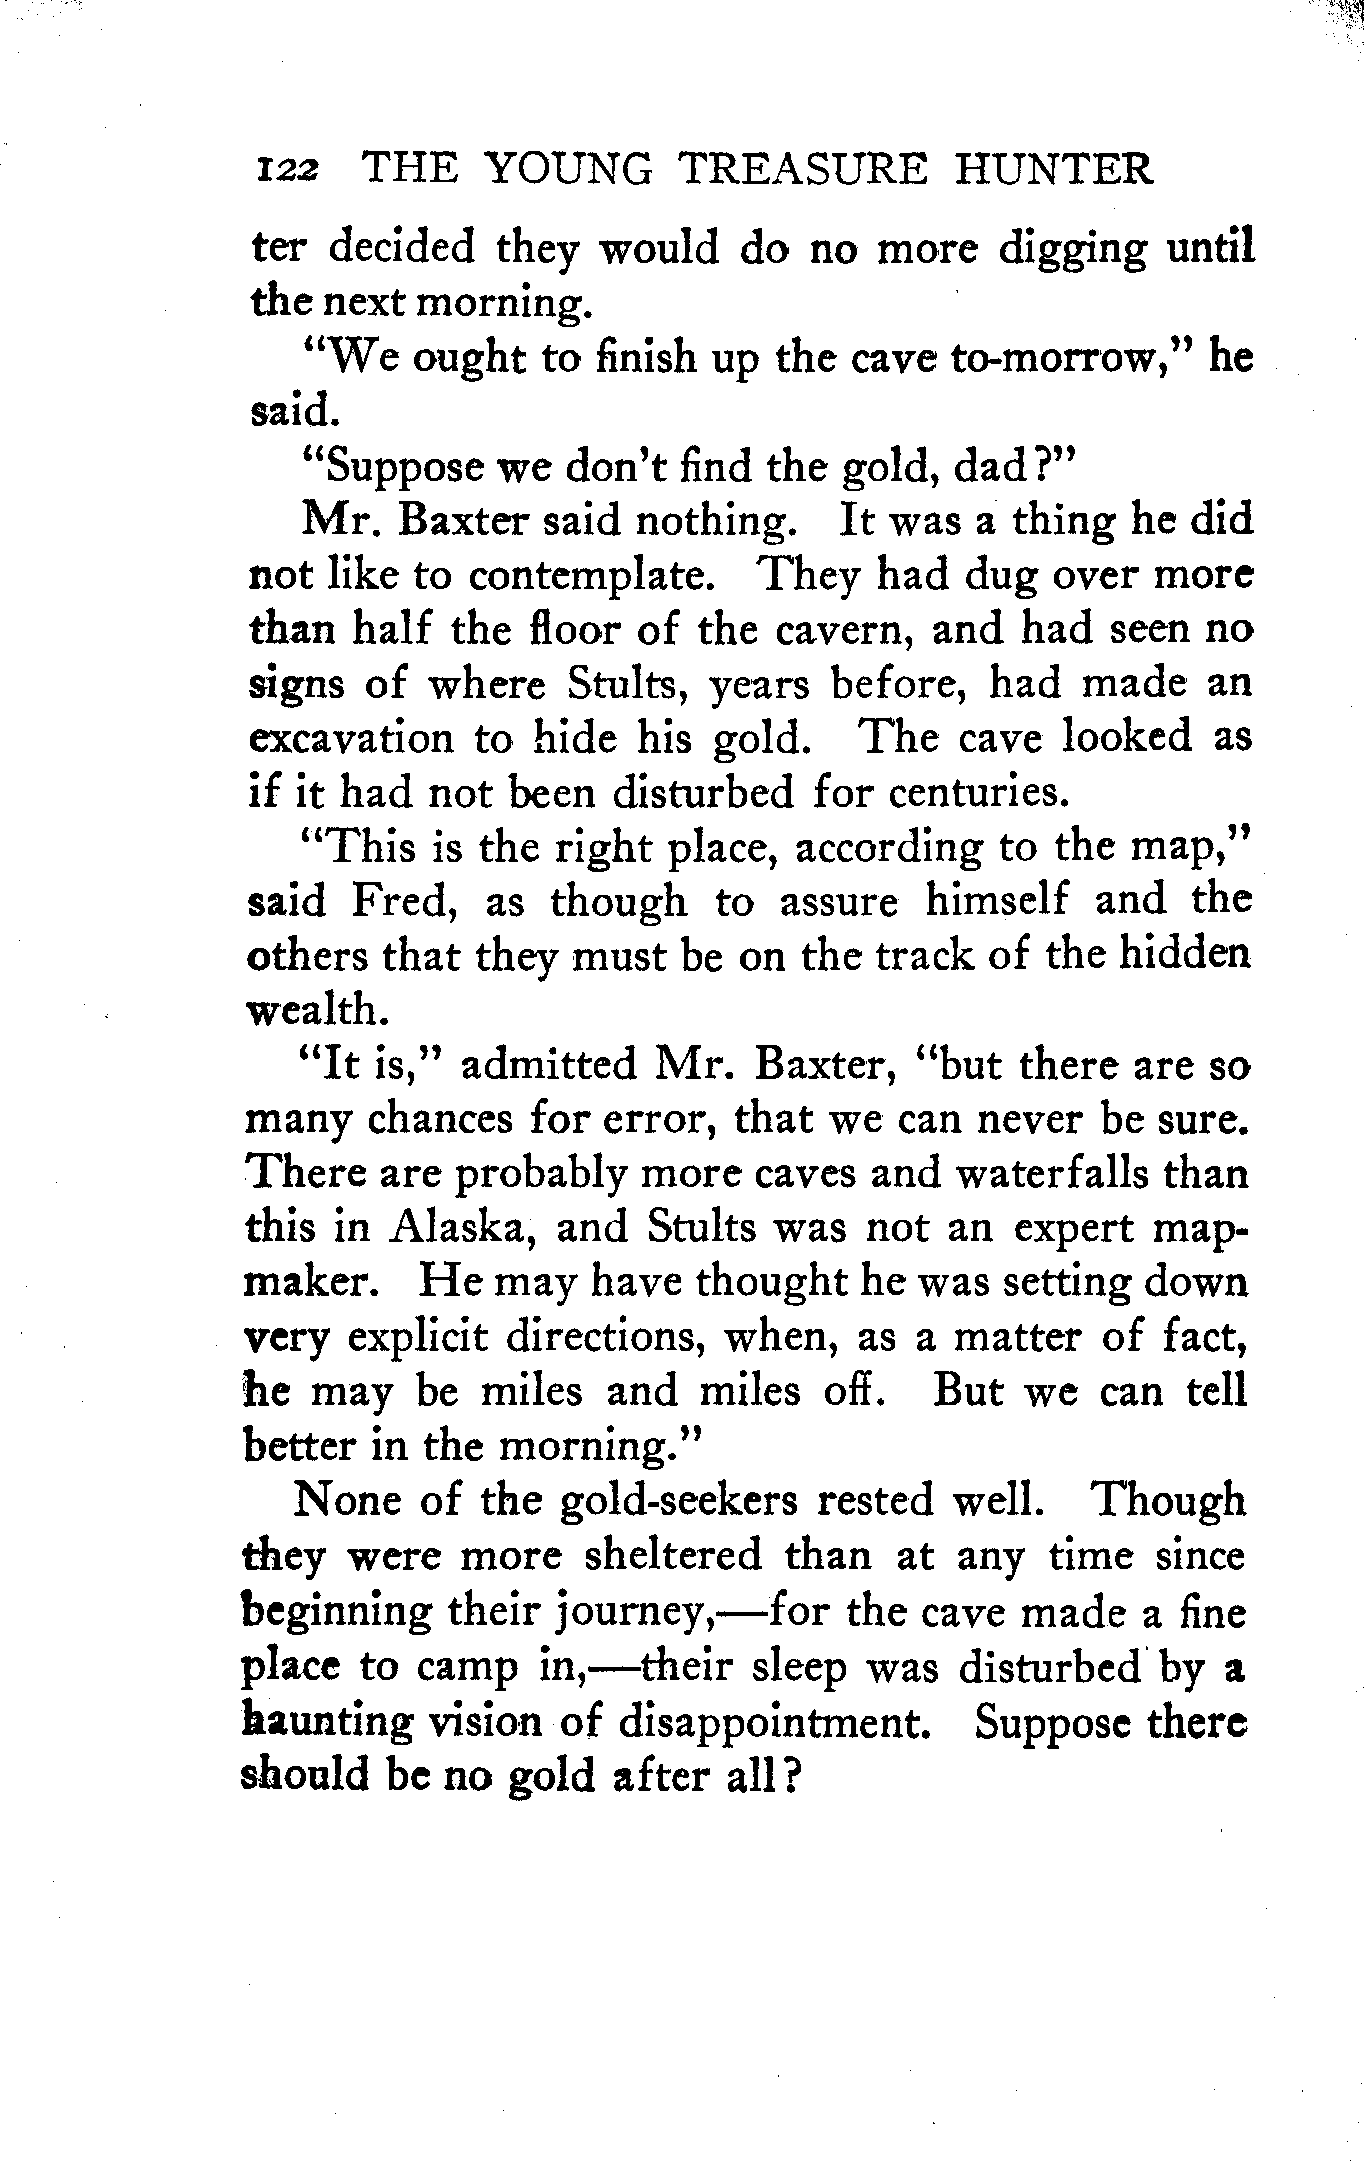 122 THE YOUNG TREASURE HUNTER
ter decided they would do no more digging until
the next morning.
"We ought to finish up the cave to-morrow," he
said.
"Suppose we don't find the gold, dad?"
Mr. Baxter said nothing. It was a thing he did
not like to contemplate. They had dug over more
than half the floor of the cavern, and had seen no
signs of where Stults, years before, had made an
excavation to hide his gold. The cave looked as
if it had not been disturbed for centuries.
"This is the right place, according to the map,"
said Fred, as though to assure himself and the
others that they must be on the track of the hidden
wealth.
"It is," admitted Mr. Baxter, "but there are so
many chances for error, that we can never be sure.
There are probably more caves and waterfalls than
this in Alaska, and Stults was not an expert map-
maker. He may have thought he was setting down
very explicit directions, when, as a matter of fact,
he may be miles and miles off. But we can tell
better in the morning."
None of the gold-seekers rested well. Though
they were more sheltered than at any time since
beginning their journey,—for the cave made a fine
place to camp in,—their sleep was disturbed by a
haunting vision of disappointment. Suppose there
should be no gold after all?